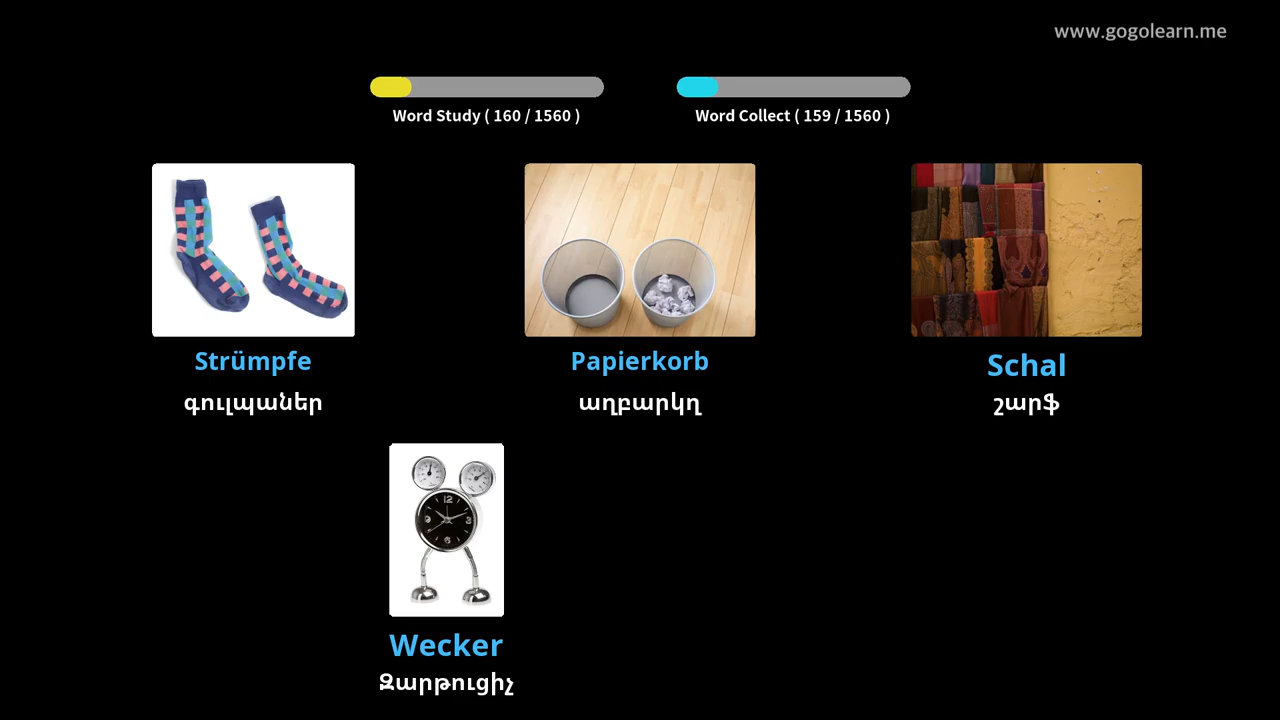 www.gogolearn.me
Word Study ( 160 / 1560 )
Word Collect ( 159 / 1560 )
Strümpfe
գուլպաներ
Papierkorb
աղբարկղ
Schal
շարֆ
Wecker
Զարթուցիչ